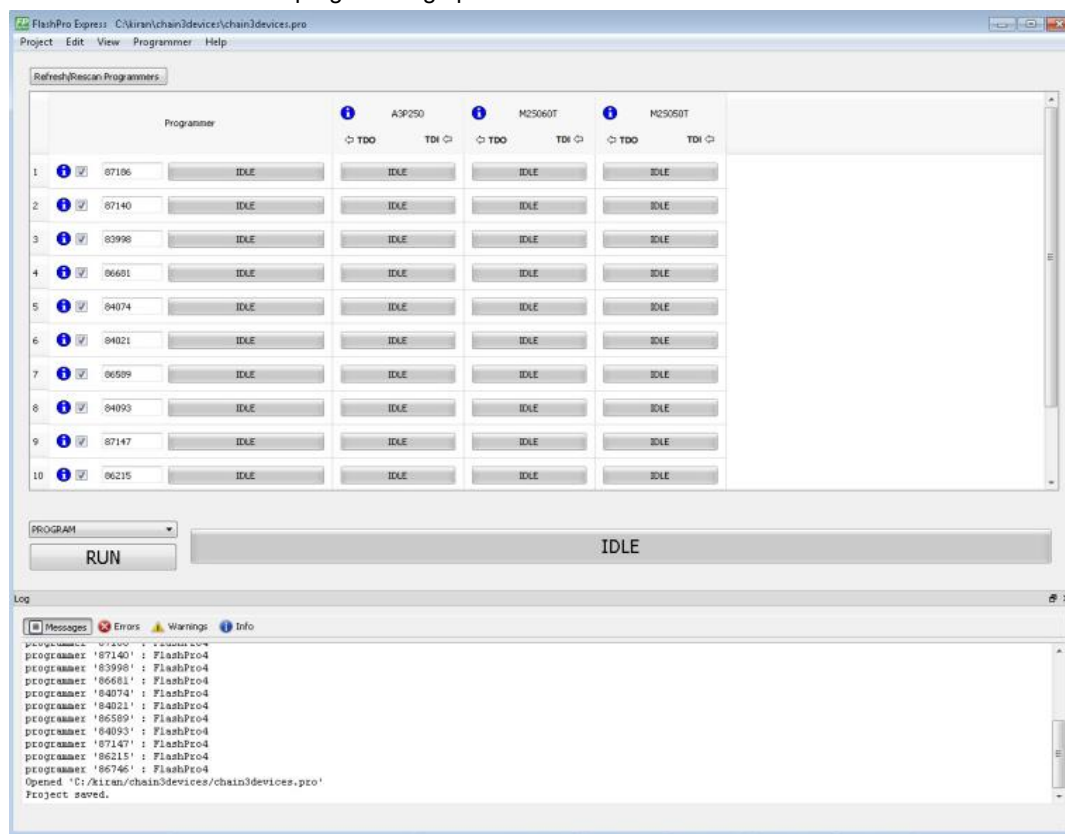 FlashPro Express C:\kiran\chain3devices\chain3devices.pro
Project Edit View Programmer Help
Refresh/Rescan Programmers
Programmer A3P250 M2S060T M2S050T
TDO TDI TDO TDI TDO TDI
1 87186 IDLE IDLE IDLE IDLE
2 87140 IDLE IDLE IDLE IDLE
3 83998 IDLE IDLE IDLE IDLE
4 86681 IDLE IDLE IDLE IDLE
5 84074 IDLE IDLE IDLE IDLE
6 84021 IDLE IDLE IDLE IDLE
7 86589 IDLE IDLE IDLE IDLE
8 84093 IDLE IDLE IDLE IDLE
9 87147 IDLE IDLE IDLE IDLE
10 86215 IDLE IDLE IDLE IDLE
PROGRAM
RUN IDLE
Log
Messages Errors Warnings Info
programmer '87186' : FlashPro4
programmer '87140' : FlashPro4
programmer '83998' : FlashPro4
programmer '86681' : FlashPro4
programmer '84074' : FlashPro4
programmer '84021' : FlashPro4
programmer '86589' : FlashPro4
programmer '84093' : FlashPro4
programmer '87147' : FlashPro4
programmer '86215' : FlashPro4
programmer '86746' : FlashPro4
Opened 'C:/kiran/chain3devices/chain3devices.pro'
Project saved.